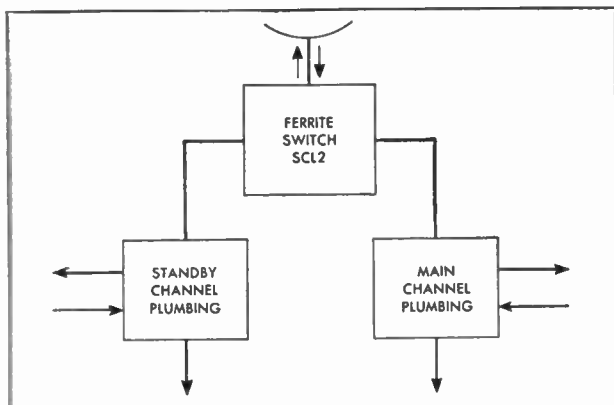 FERRITE
SWITCH
SCL2
STANDBY
CHANNEL
PLUMBING
MAIN
CHANNEL
PLUMBING